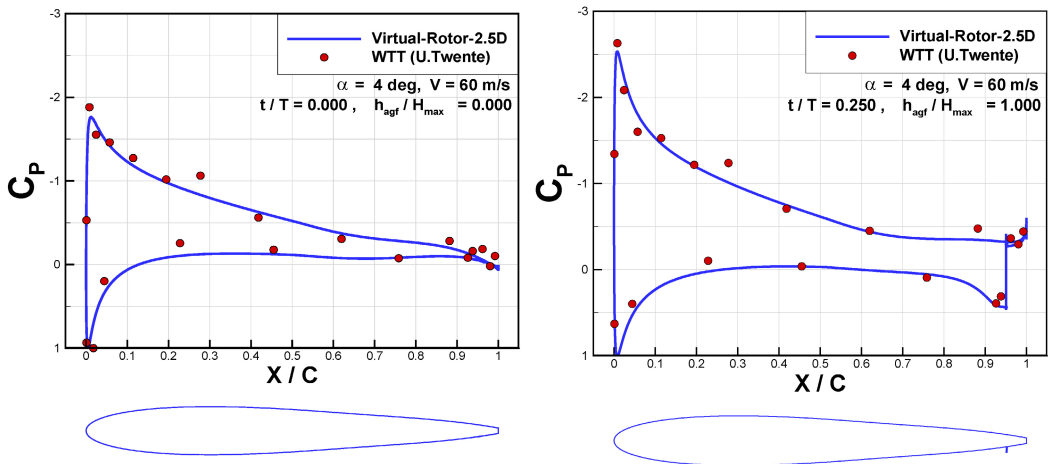 Virtual-Rotor-2.5D
WTT (U.Twente)
α = 4 deg, V = 60 m/s
t / T = 0.000 , h_agf / H_max = 0.000
C_P
-3
-2
-1
0
1
0 0.1 0.2 0.3 0.4 0.5 0.6 0.7 0.8 0.9 1
X / C
Virtual-Rotor-2.5D
WTT (U.Twente)
α = 4 deg, V = 60 m/s
t / T = 0.250 , h_agf / H_max = 1.000
C_P
-3
-2
-1
0
1
0 0.1 0.2 0.3 0.4 0.5 0.6 0.7 0.8 0.9 1
X / C